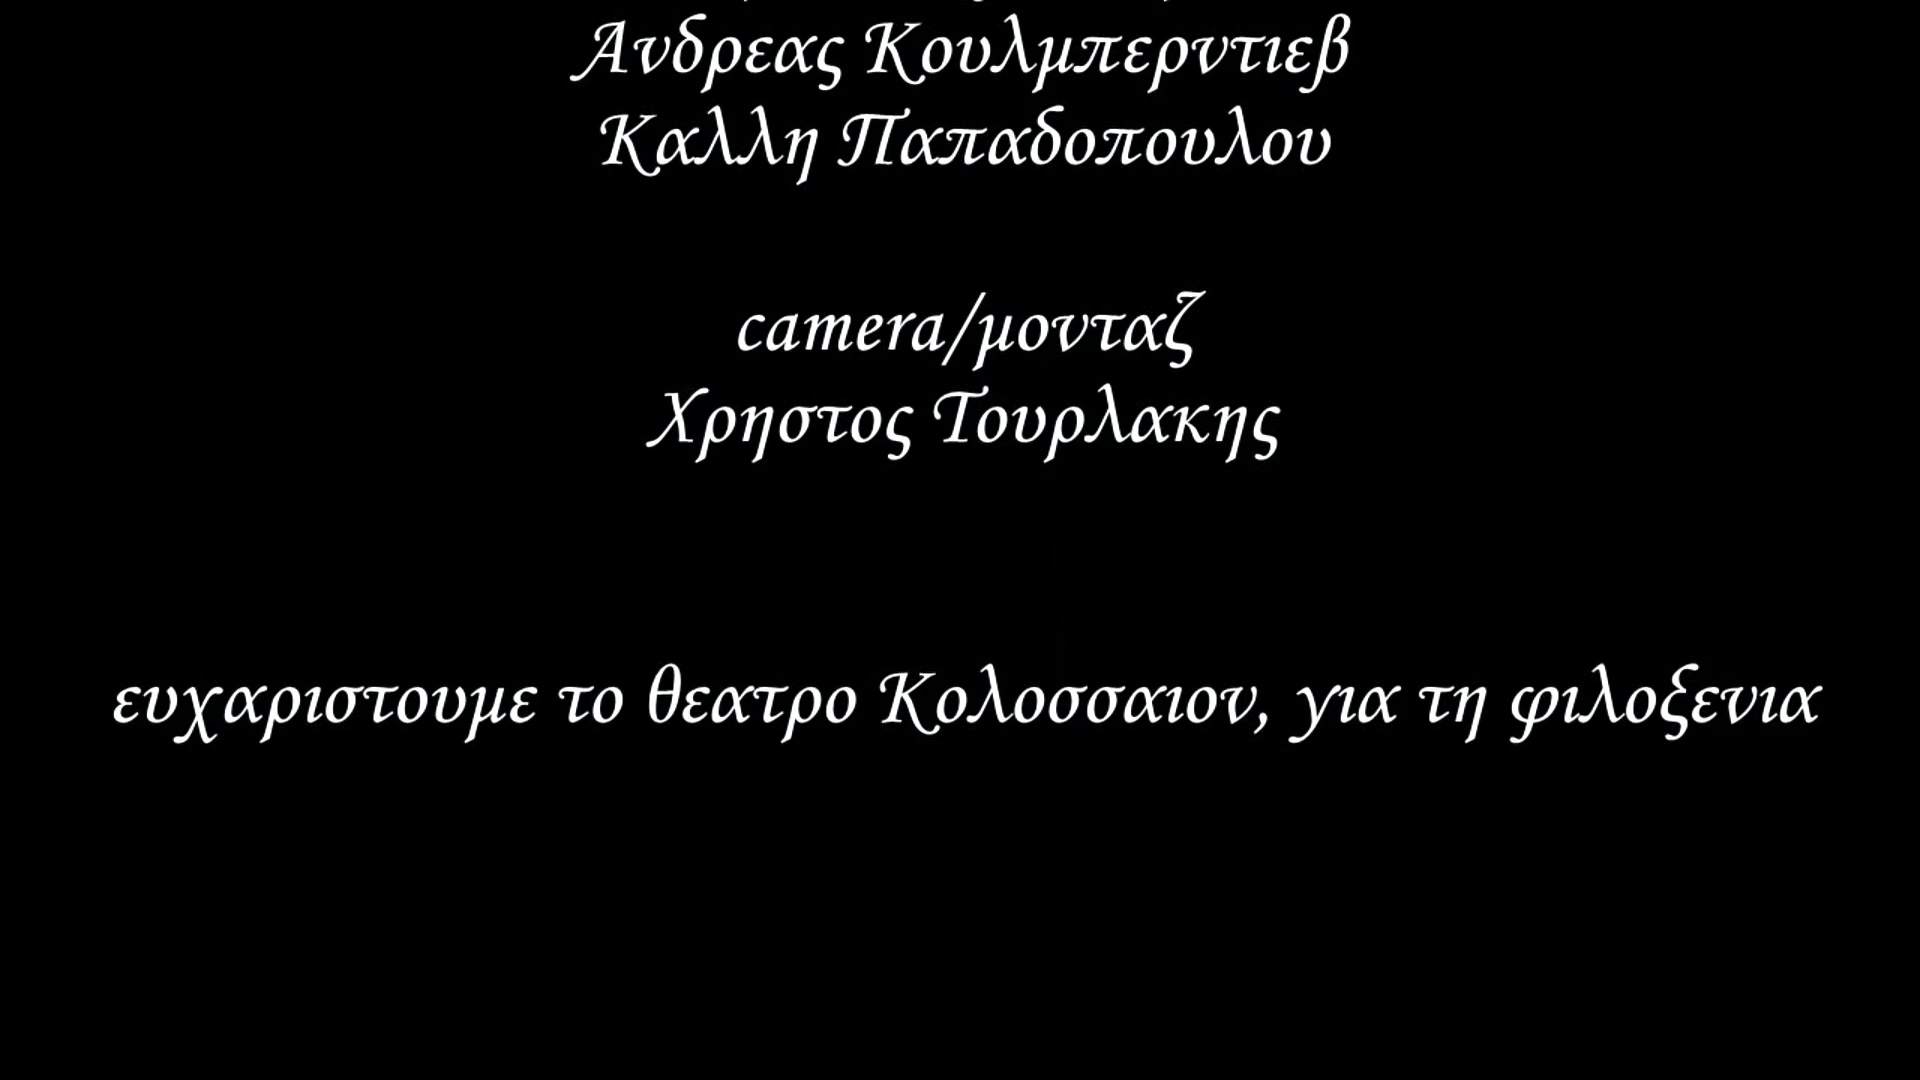 Ανδρεας Κουλμπερντιεβ
Καλλη Παπαδοπουλου
camera/μονταζ
Χρηστος Τουρλακης
ευχαριστουμε το θεατρο Κολοσσαιον, για τη φιλοξενια